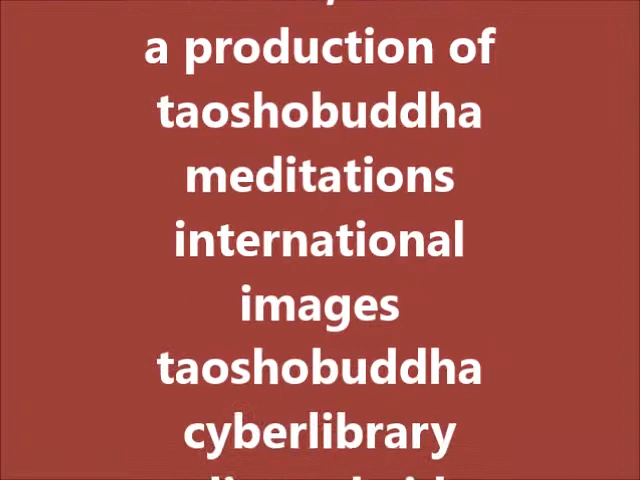 a production of
taoshobuddha
meditations
international
images
taoshobuddha
cyberlibrary